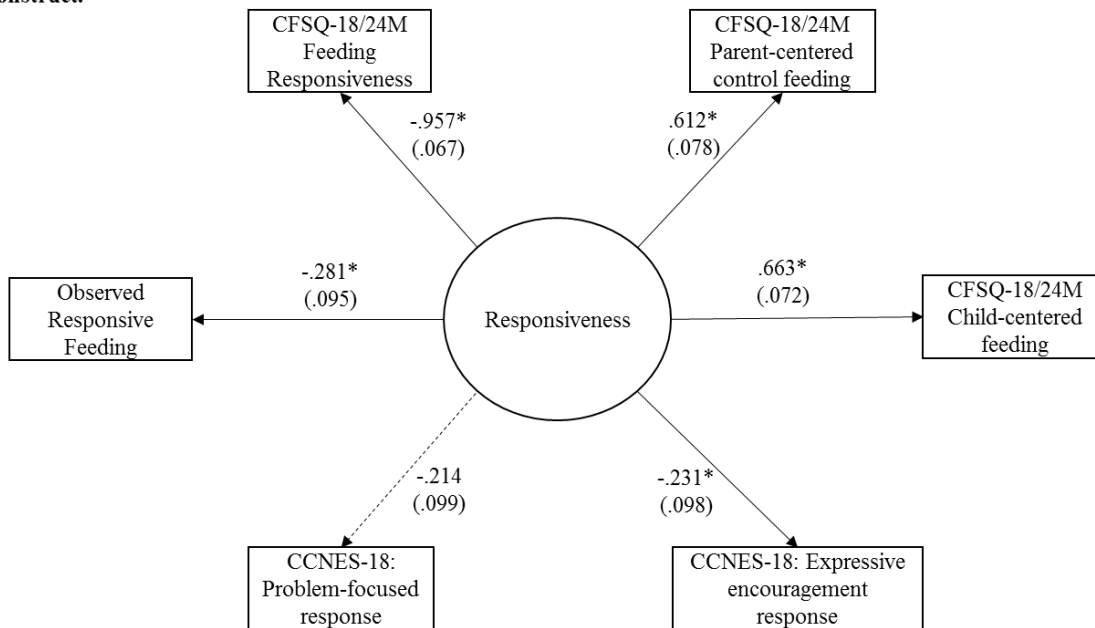 CFSQ-18/24M
Feeding
Responsiveness
CFSQ-18/24M
Parent-centered
control feeding
-.957*
(.067)
.612*
(.078)
Observed
Responsive
Feeding
-.281*
(.095)
Responsiveness
.663*
(.072)
CFSQ-18/24M
Child-centered
feeding
-.214
(.099)
-.231*
(.098)
CCNES-18:
Problem-focused
response
CCNES-18: Expressive
encouragement
response